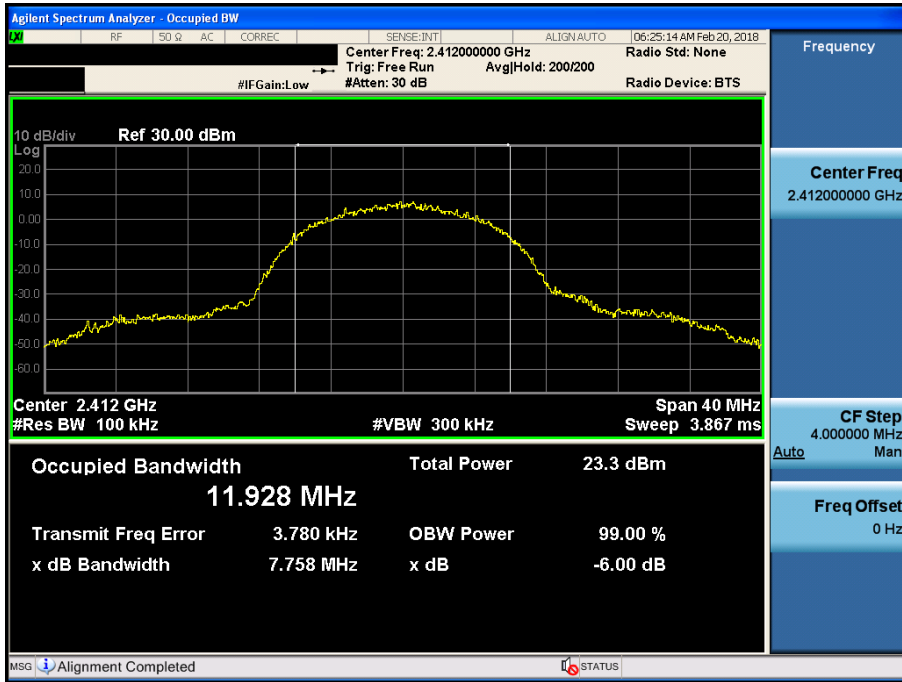 Agilent Spectrum Analyzer - Occupied BW
LXI RF 50 Ω AC CORREC SENSE:INT ALIGN AUTO 06:25:14 AM Feb 20, 2018
Center Freq: 2.412000000 GHz Radio Std: None
Trig: Free Run Avg|Hold: 200/200
#IFGain:Low #Atten: 30 dB Radio Device: BTS
10 dB/div Ref 30.00 dBm
Log
20.0
10.0
0.00
-10.0
-20.0
-30.0
-40.0
-50.0
-60.0
Center 2.412 GHz Span 40 MHz
#Res BW 100 kHz #VBW 300 kHz Sweep 3.867 ms
Occupied Bandwidth Total Power 23.3 dBm
11.928 MHz
Transmit Freq Error 3.780 kHz OBW Power 99.00 %
x dB Bandwidth 7.758 MHz x dB -6.00 dB
MSG Alignment Completed STATUS
Frequency
Center Freq
2.412000000 GHz
CF Step
4.000000 MHz
Auto Man
Freq Offset
0 Hz